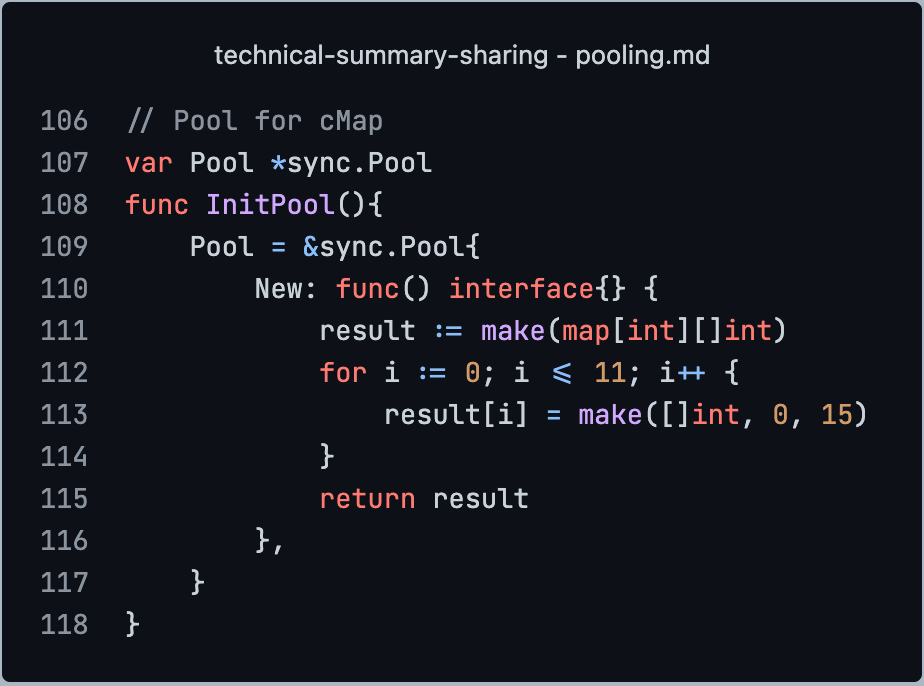 technical-summary-sharing - pooling.md
106 // Pool for cMap
107 var Pool *sync.Pool
108 func InitPool(){
109     Pool = &sync.Pool{
110         New: func() interface{} {
111             result := make(map[int][]int)
112             for i := 0; i <= 11; i++ {
113                 result[i] = make([]int, 0, 15)
114             }
115             return result
116         },
117     }
118 }